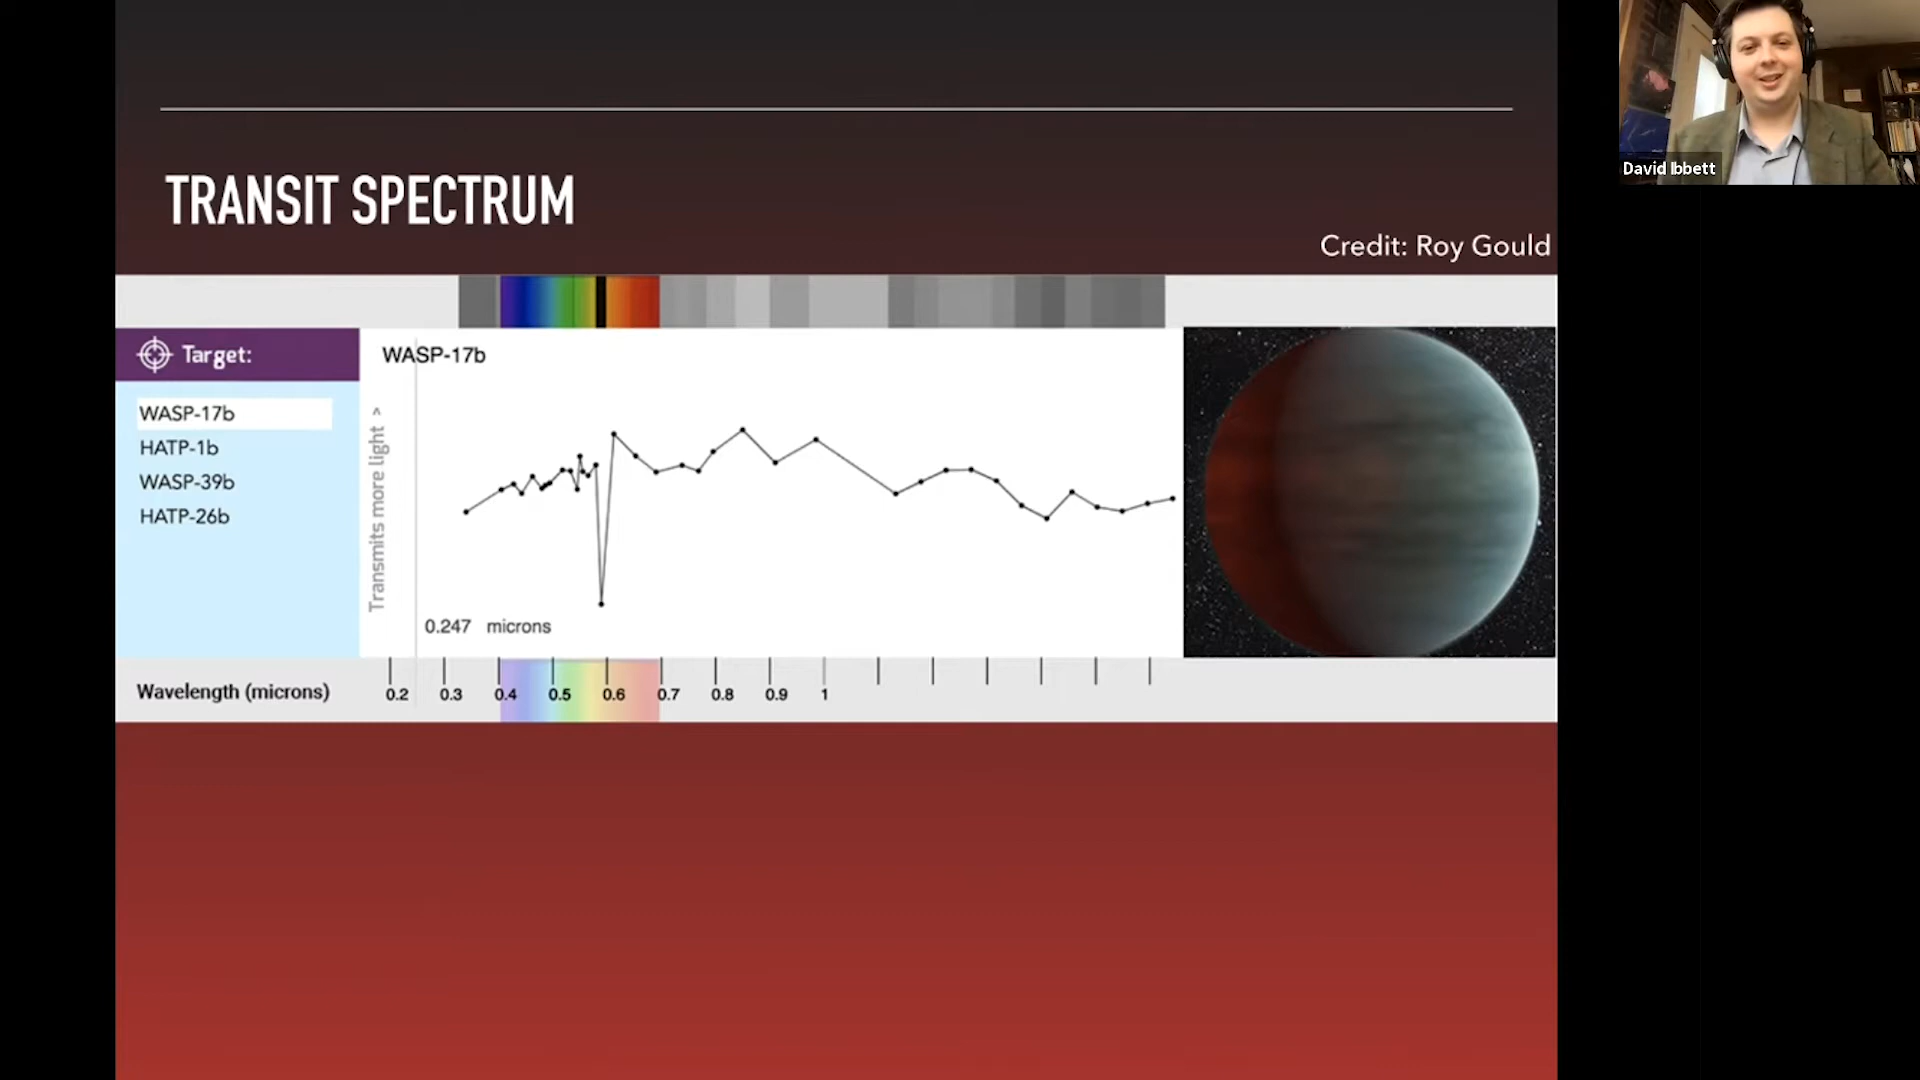 David Ibbett
TRANSIT SPECTRUM
Credit: Roy Gould
Target:
WASP-17b
HATP-1b
WASP-39b
HATP-26b
WASP-17b
Transmits more light >
0.247 microns
Wavelength (microns)
0.2 0.3 0.4 0.5 0.6 0.7 0.8 0.9 1